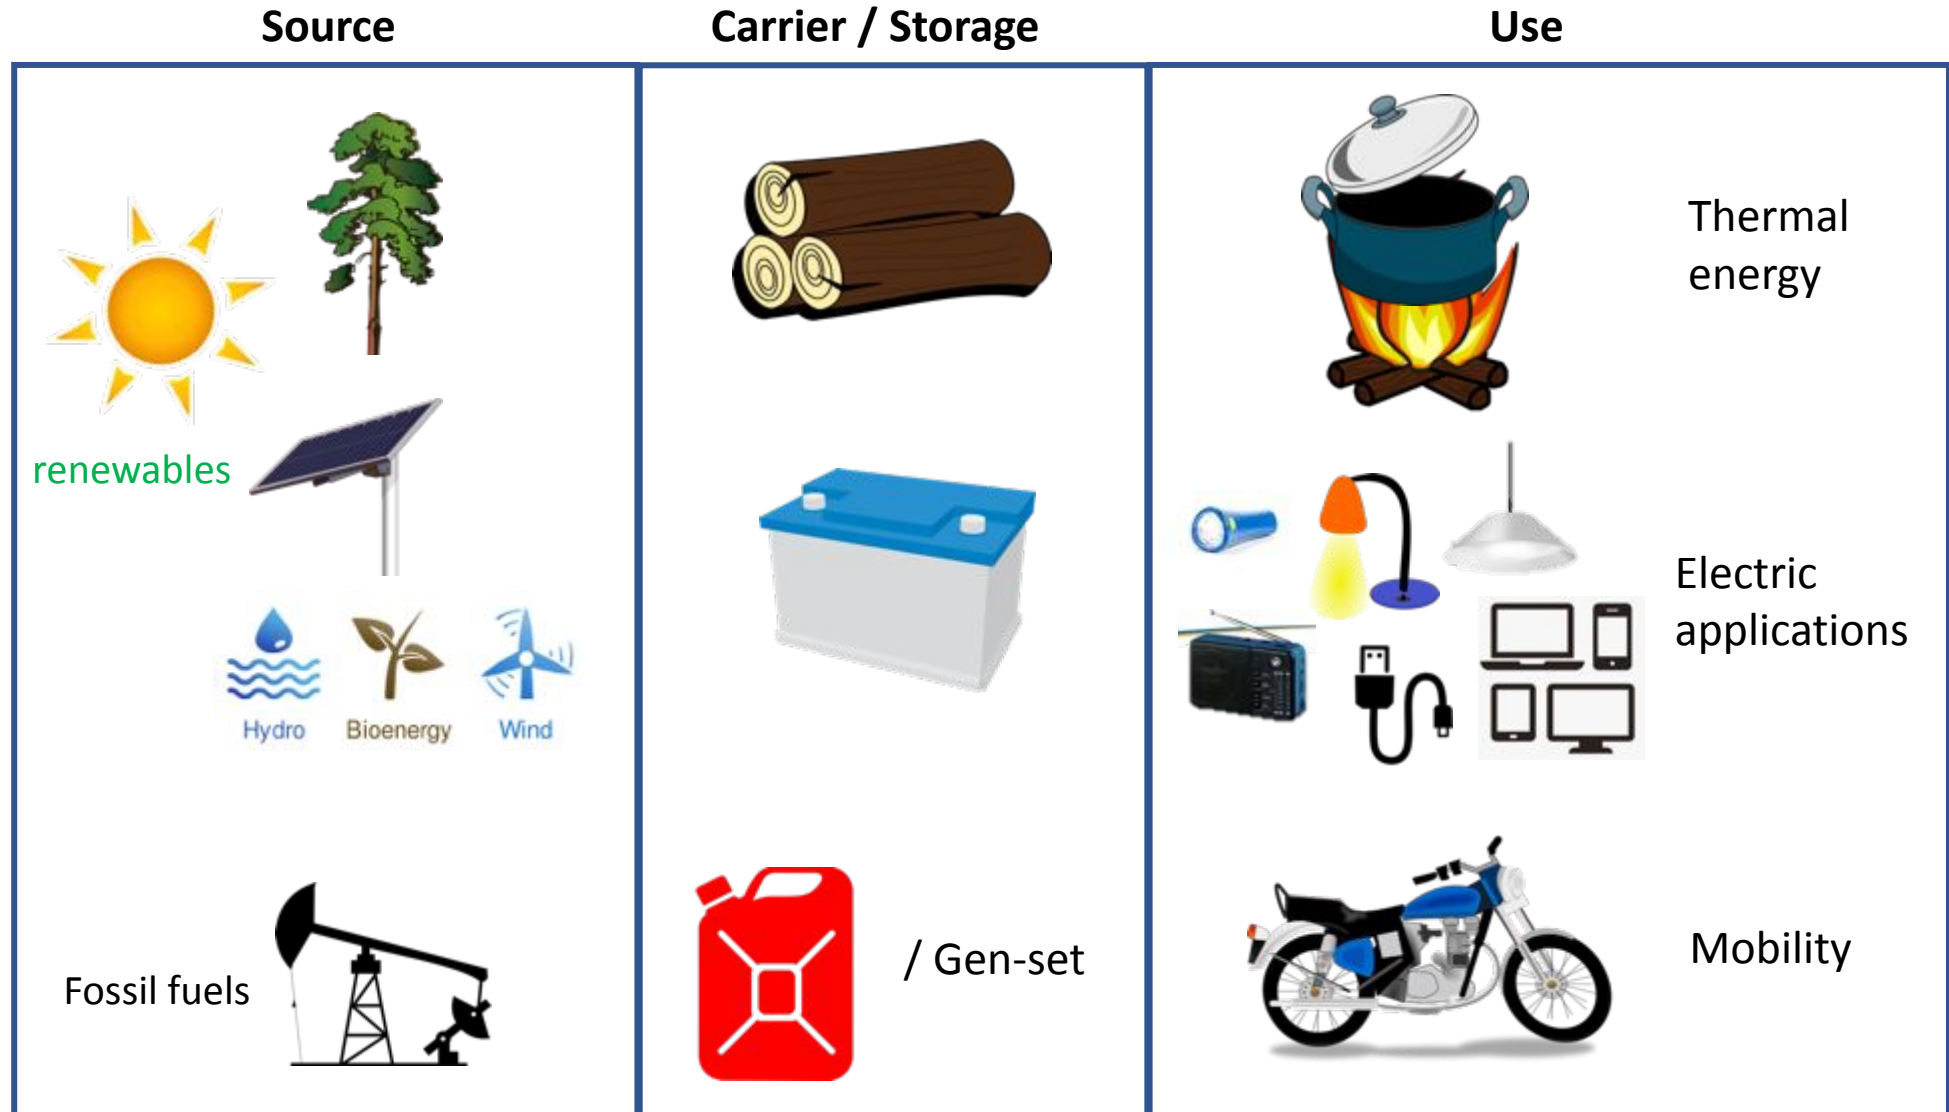 Source
Carrier / Storage
Use
Thermal
energy
renewables
Electric
applications
Hydro
Bioenergy
Wind
Fossil fuels
/ Gen-set
Mobility